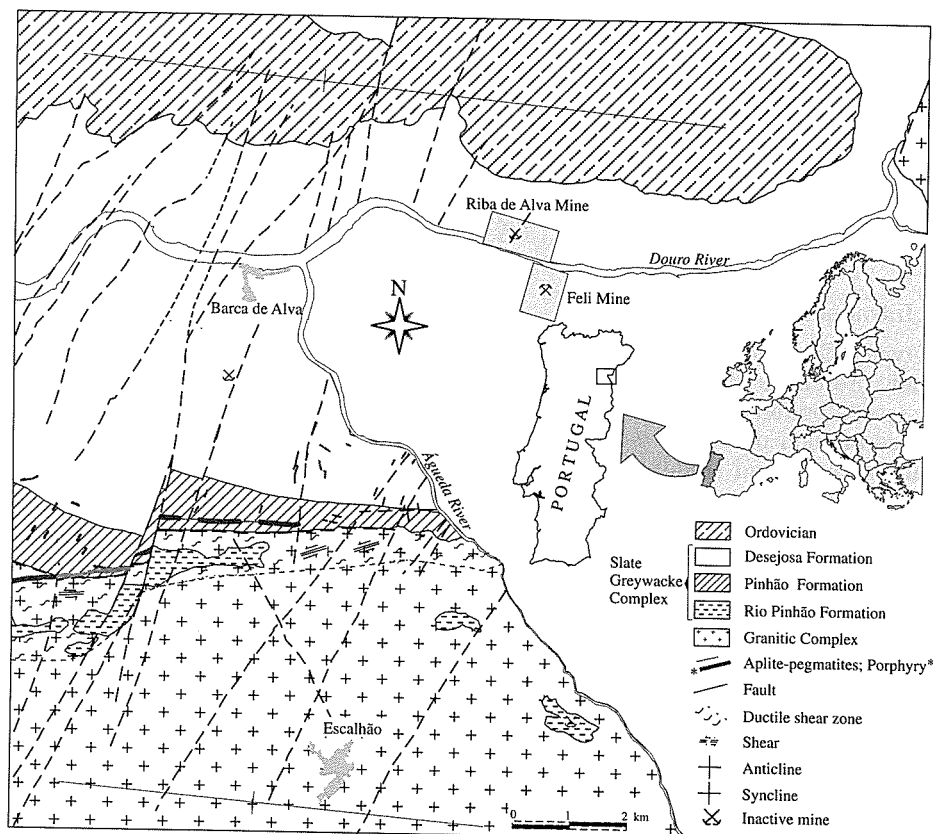 Riba de Alva Mine
Douro River
Feli Mine
Barca de Alva
N
PORTUGAL
Águeda River
Escalhão
0 2 km
Ordovician
Desejosa Formation
Slate
Greywacke
Complex
Pinhão Formation
Rio Pinhão Formation
Granitic Complex
* Aplite-pegmatites; Porphyry*
Fault
Ductile shear zone
Shear
Anticline
Syncline
Inactive mine